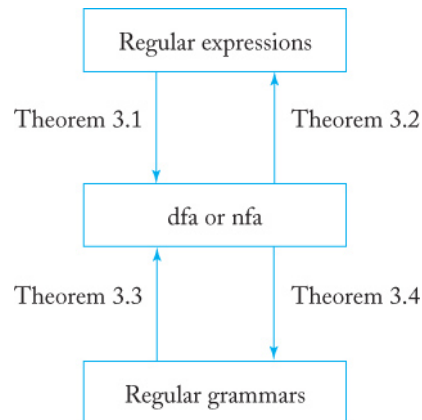 Regular expressions
Theorem 3.1
Theorem 3.2
dfa or nfa
Theorem 3.3
Theorem 3.4
Regular grammars